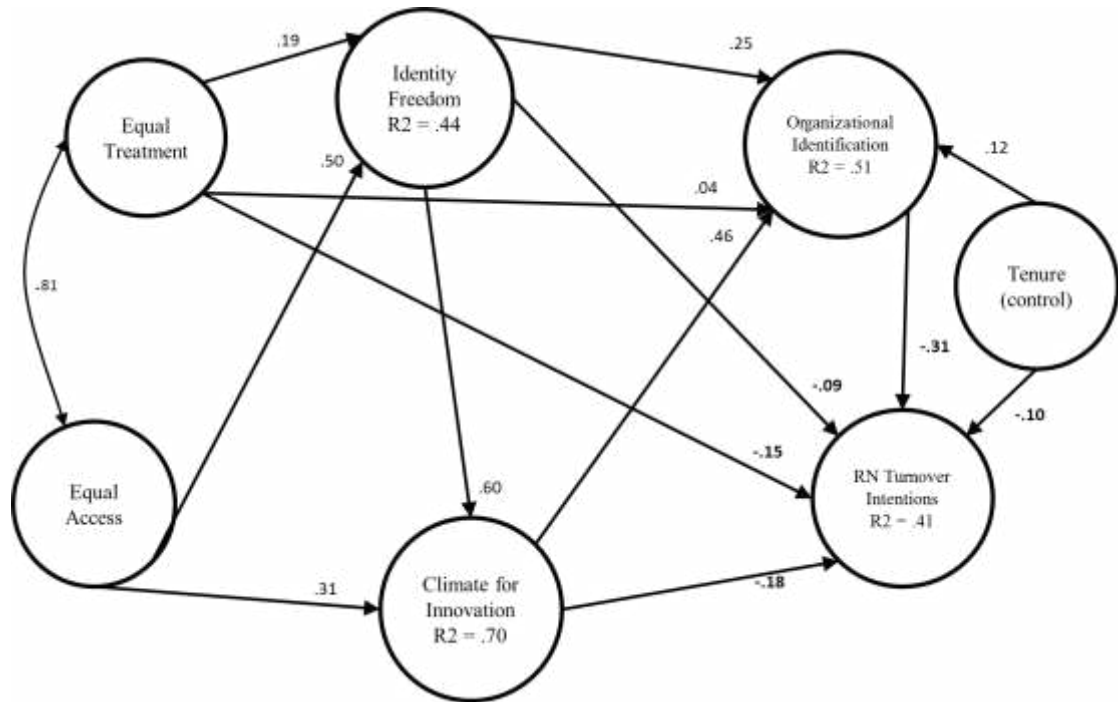 .19
.25
Identity
Freedom
R2 = .44
Equal
Treatment
Organizational
Identification
R2 = .51
.12
.50
.04
.46
Tenure
(control)
.81
-.31
-.09
-.10
-.15
RN Turnover
Intentions
R2 = .41
Equal
Access
.60
.31
Climate for
Innovation
R2 = .70
-.18